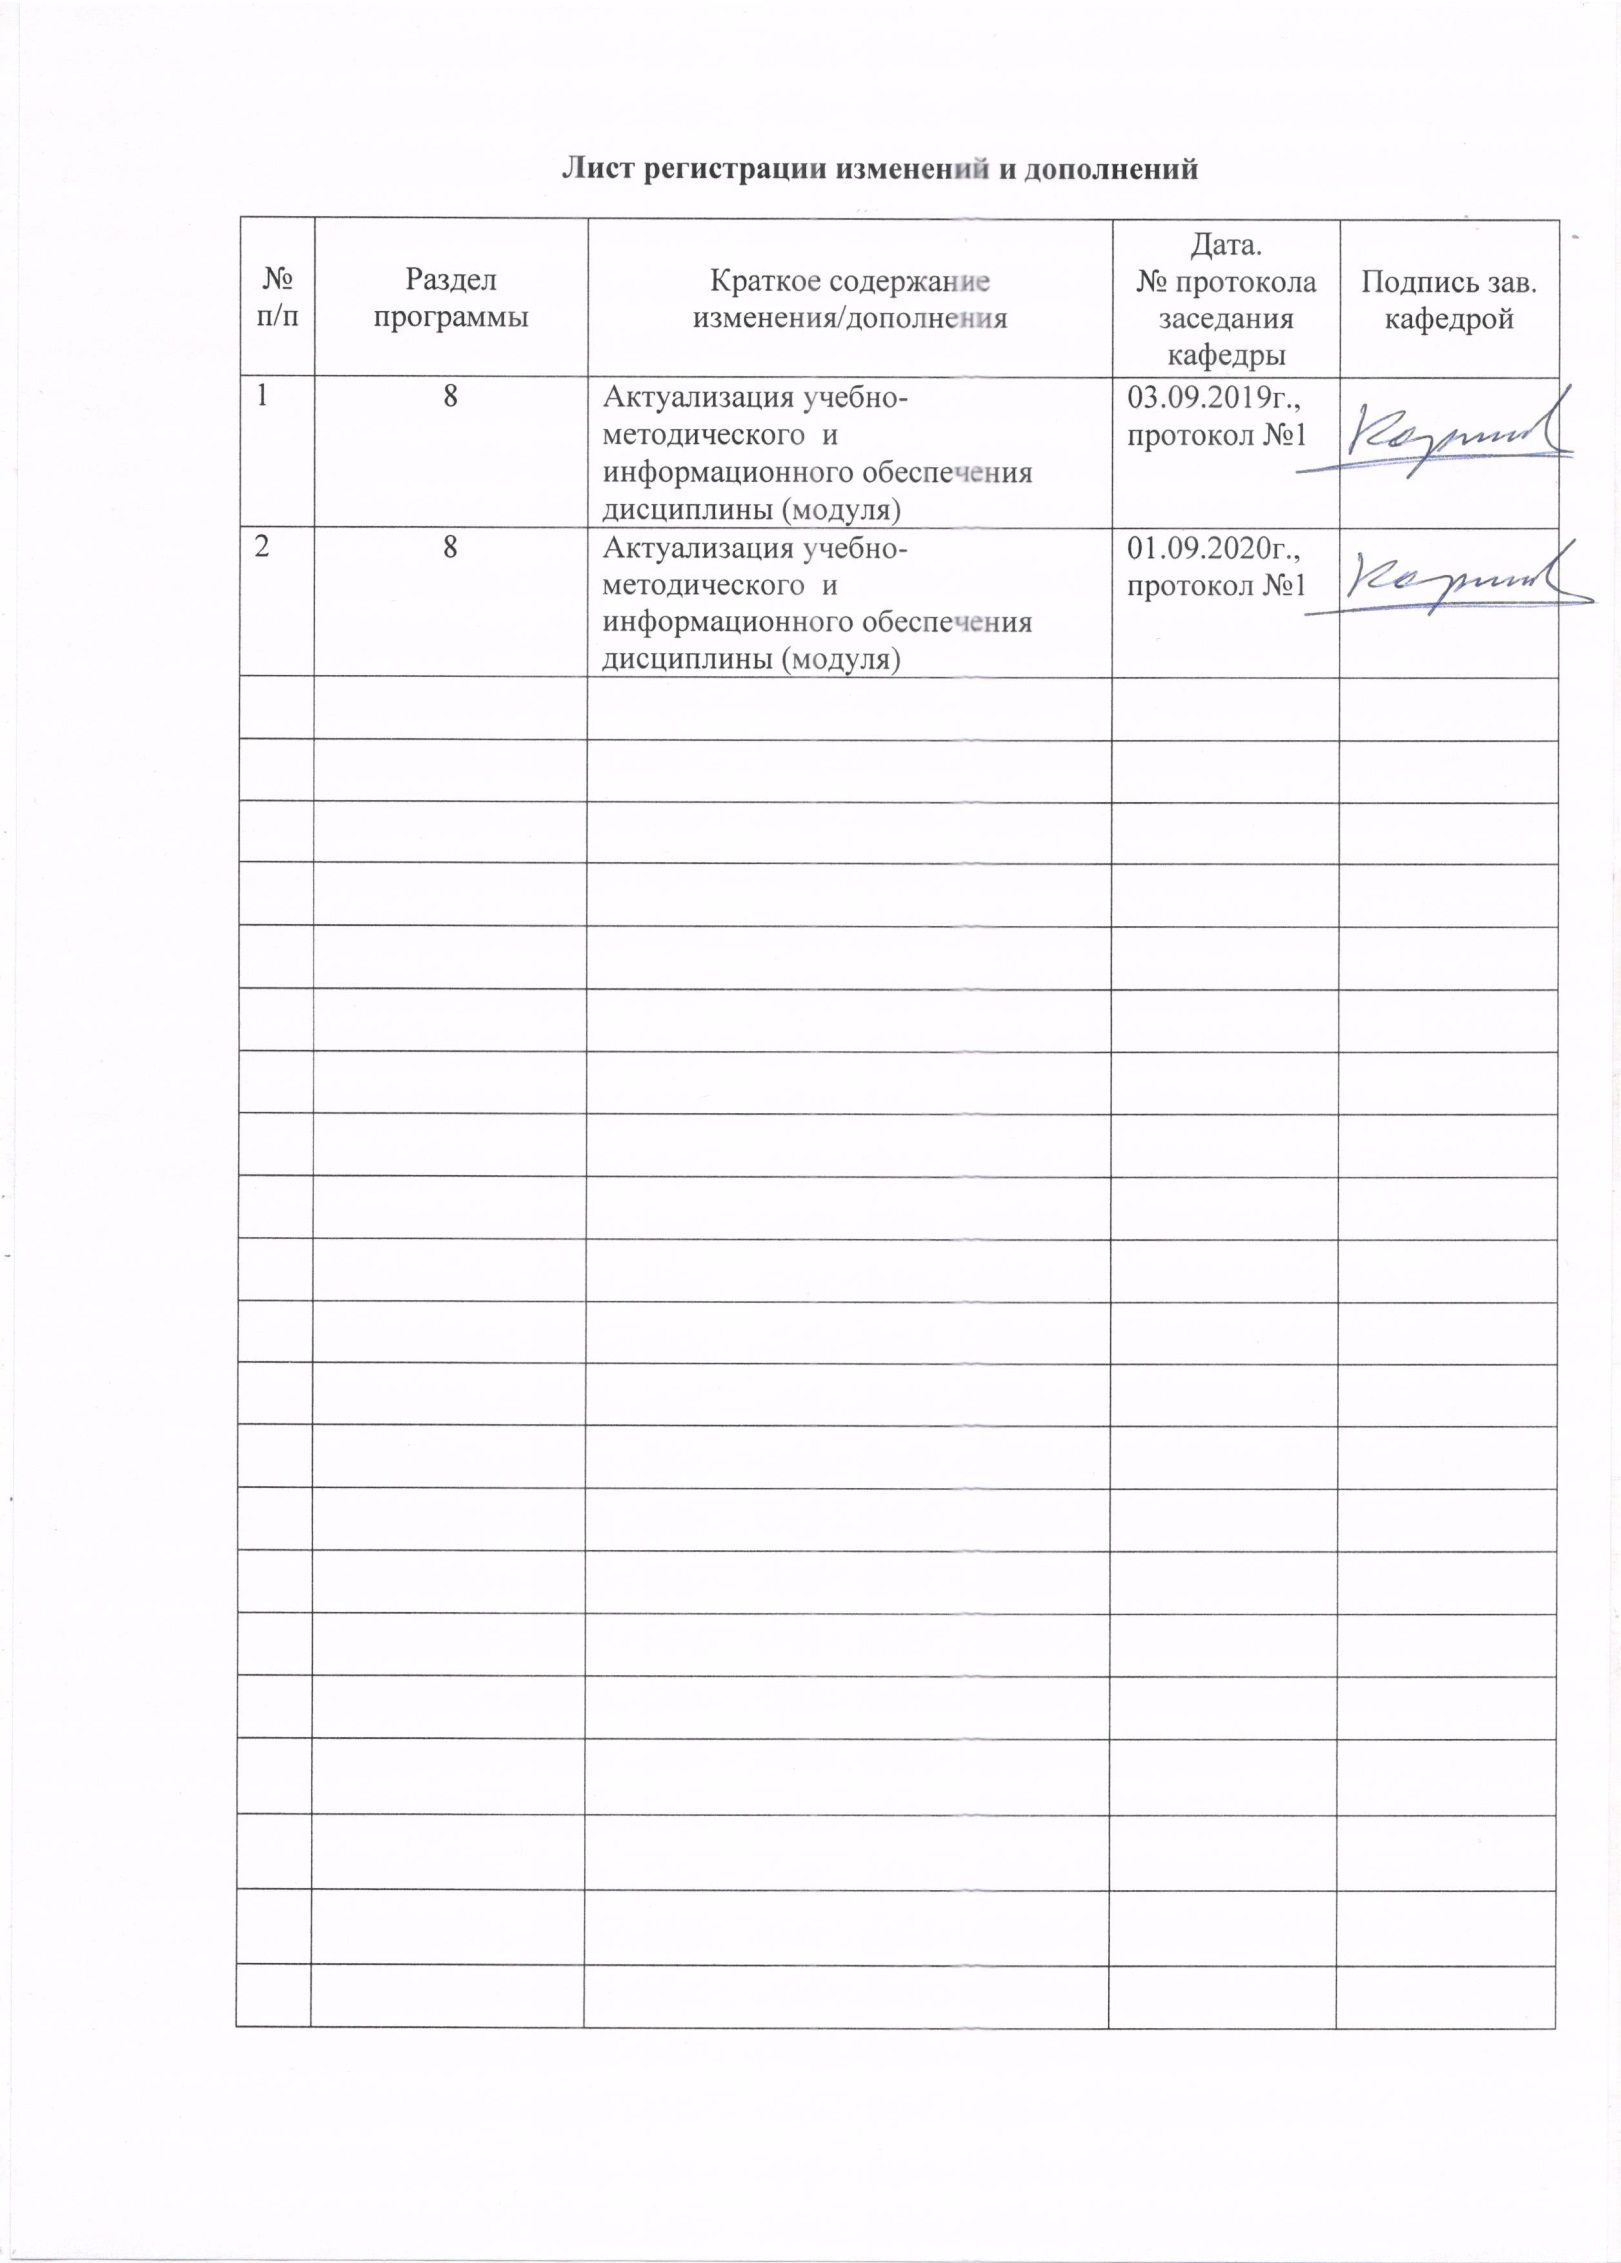 Лист регистрации изменений и дополнений
№
п/п
Раздел
программы
Краткое содержание
изменения/дополнения
Дата.
№ протокола
заседания
кафедры
Подпись зав.
кафедрой
1
8
Актуализация учебно-
методического и
информационного обеспечения
дисциплины (модуля)
03.09.2019г.,
протокол №1
2
8
Актуализация учебно-
методического и
информационного обеспечения
дисциплины (модуля)
01.09.2020г.,
протокол №1